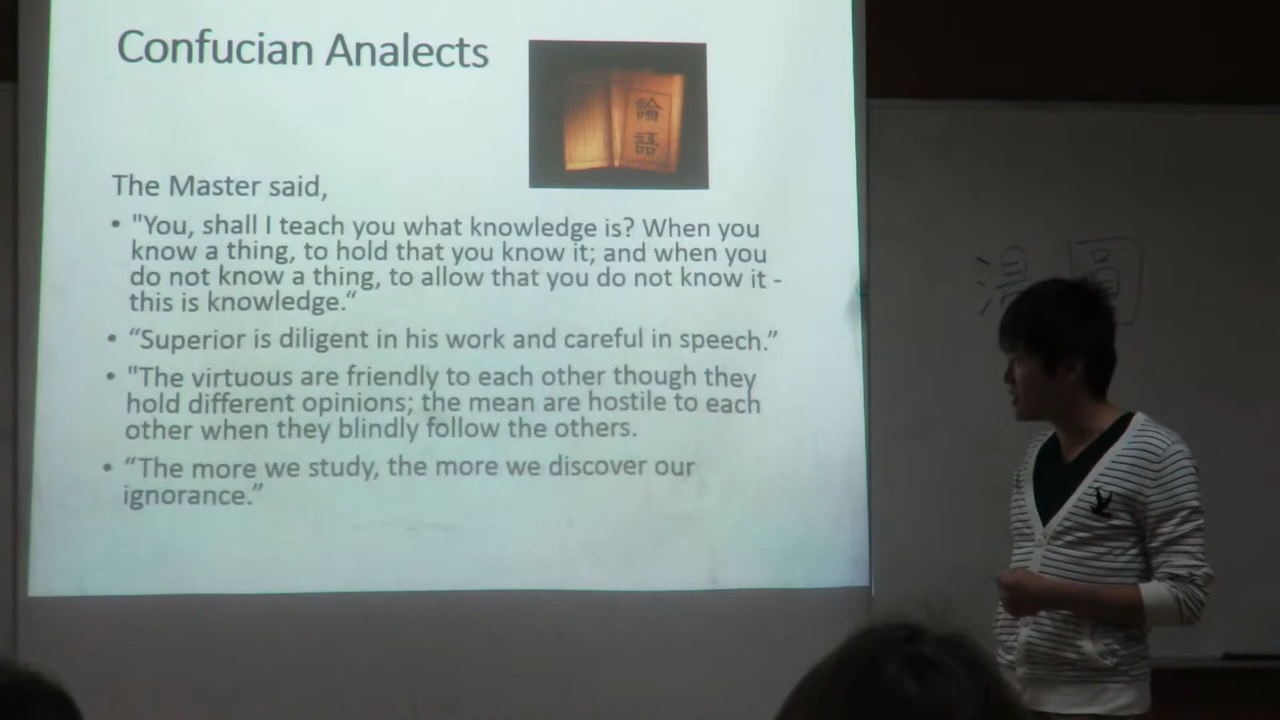 Confucian Analects
論
語
The Master said,
• "You, shall I teach you what knowledge is? When you
know a thing, to hold that you know it; and when you
do not know a thing, to allow that you do not know it -
this is knowledge.“
• “Superior is diligent in his work and careful in speech.”
• "The virtuous are friendly to each other though they
hold different opinions; the mean are hostile to each
other when they blindly follow the others.
• “The more we study, the more we discover our
ignorance.”